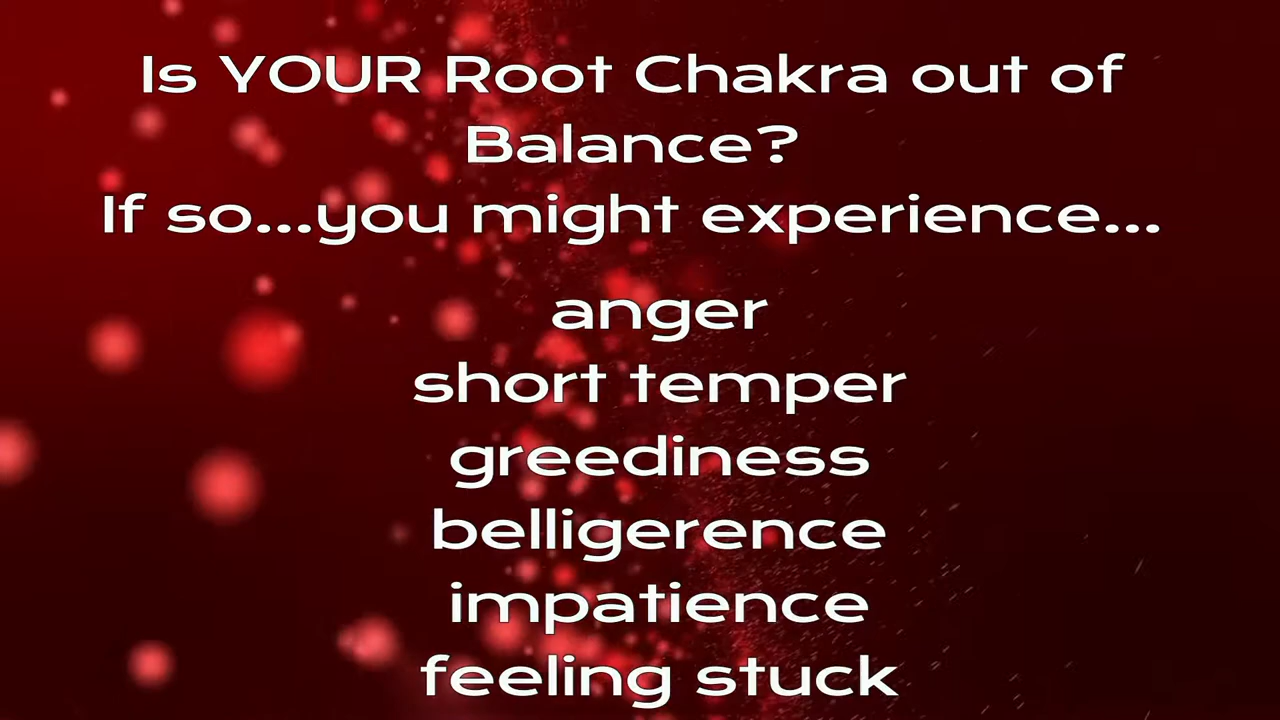 Is YOUR Root Chakra out of
Balance?
If so...you might experience...
anger
short temper
greediness
belligerence
impatience
feeling stuck